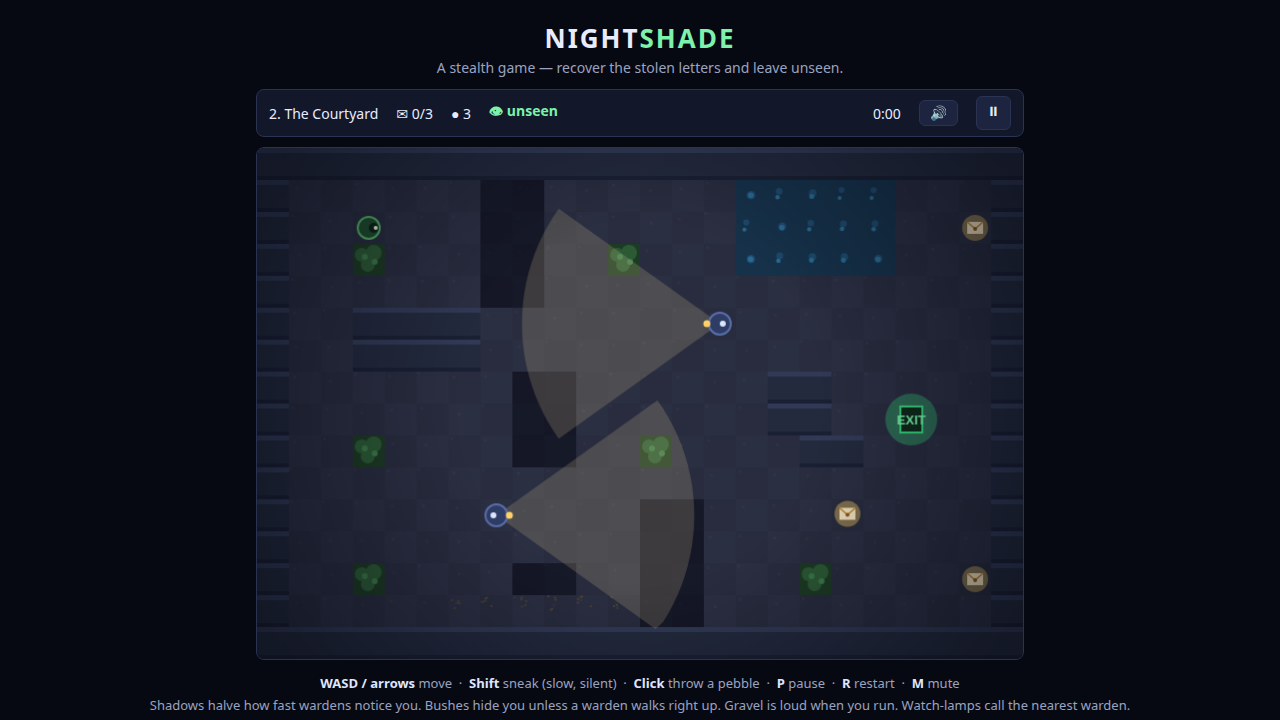 NIGHTSHADE
A stealth game — recover the stolen letters and leave unseen.
2. The Courtyard ✉ 0/3 ● 3 👁 unseen 0:00 🔊 ⏸
EXIT
WASD / arrows move · Shift sneak (slow, silent) · Click throw a pebble · P pause · R restart · M mute
Shadows halve how fast wardens notice you. Bushes hide you unless a warden walks right up. Gravel is loud when you run. Watch-lamps call the nearest warden.